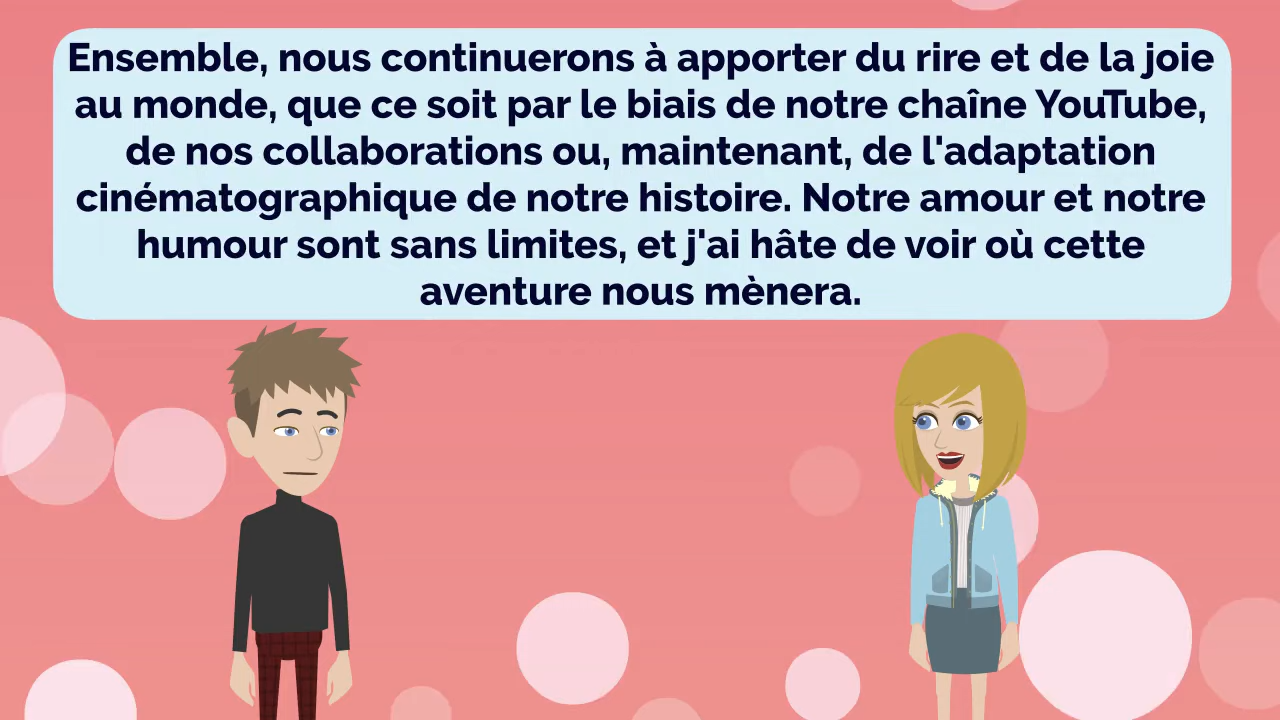 Ensemble, nous continuerons à apporter du rire et de la joie
au monde, que ce soit par le biais de notre chaîne YouTube,
de nos collaborations ou, maintenant, de l'adaptation
cinématographique de notre histoire. Notre amour et notre
humour sont sans limites, et j'ai hâte de voir où cette
aventure nous mènera.